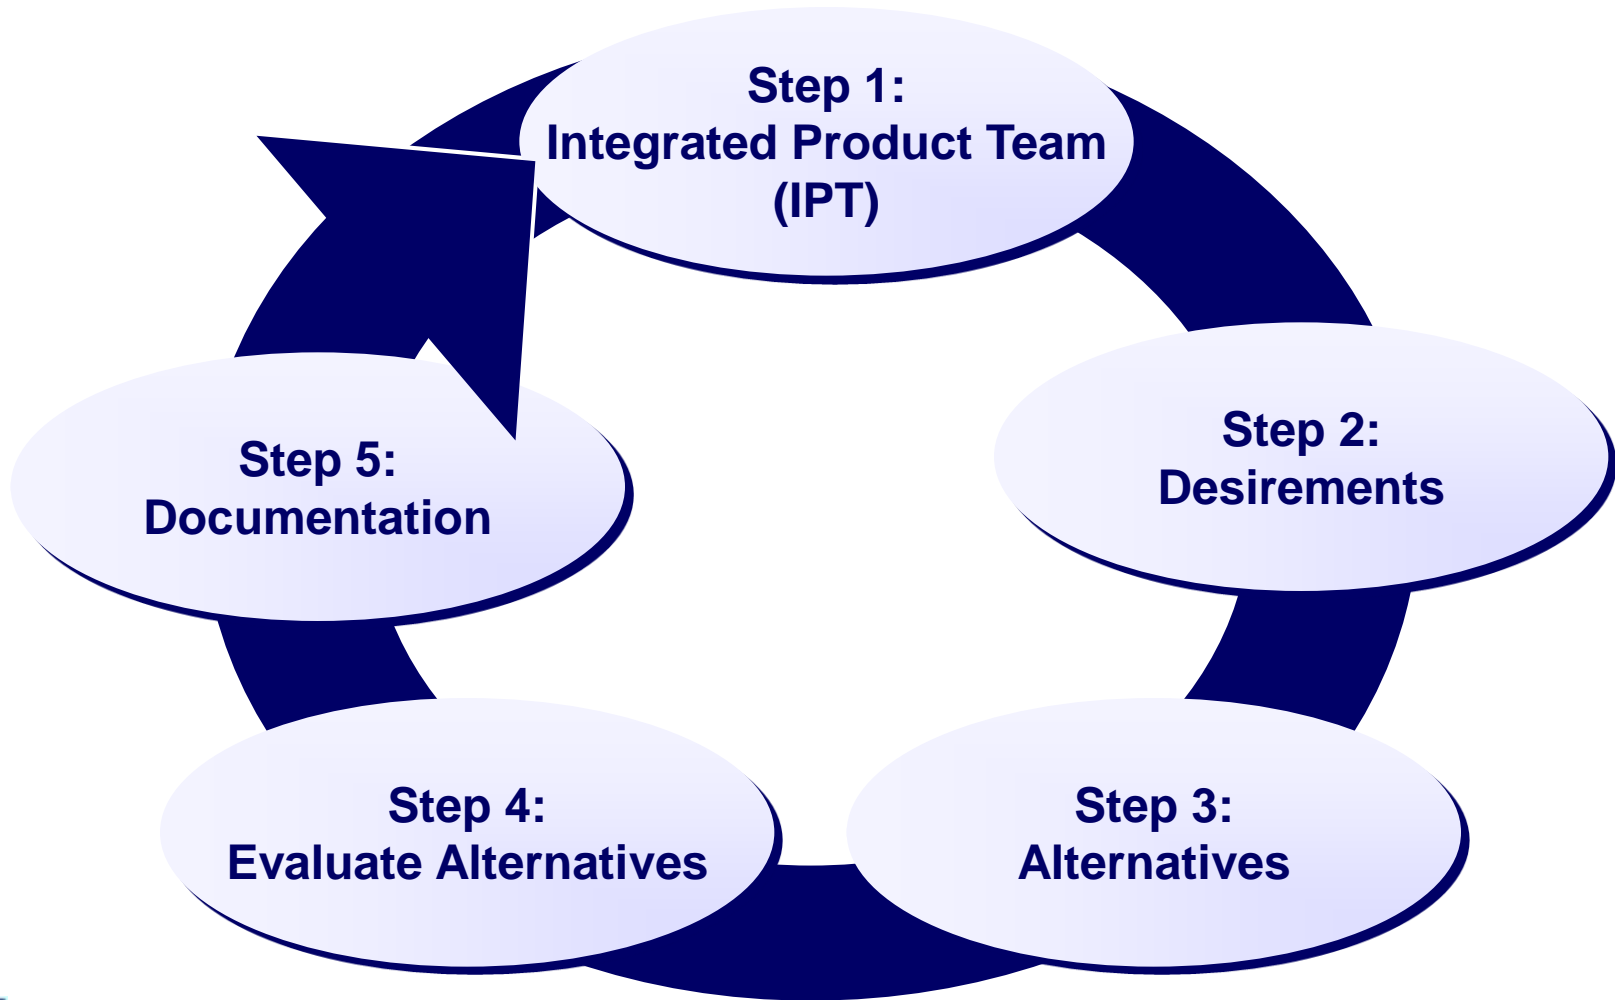 Step 1:
Integrated Product Team
(IPT)
Step 2:
Desirements
Step 3:
Alternatives
Step 4:
Evaluate Alternatives
Step 5:
Documentation